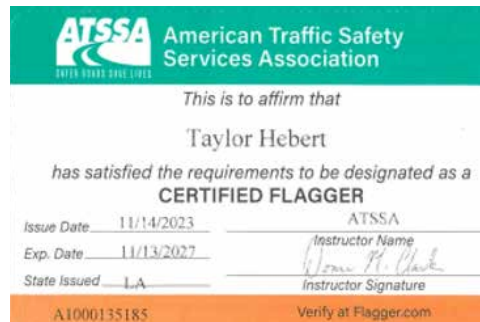 ATSSA
SAFER ROADS SAVE LIVES
American Traffic Safety
Services Association
This is to affirm that
Taylor Hebert
has satisfied the requirements to be designated as a
CERTIFIED FLAGGER
Issue Date 11/14/2023
ATSSA
Instructor Name
Exp. Date 11/13/2027
State Issued LA
Instructor Signature
A1000135185
Verify at Flagger.com